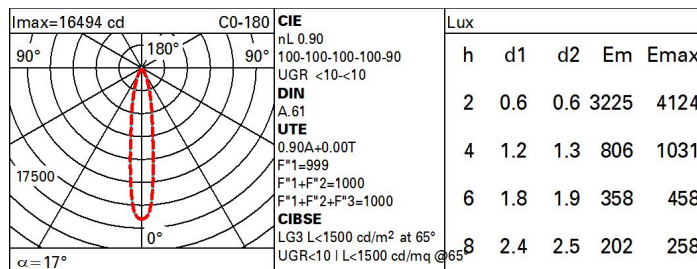 Imax=16494 cd C0-180
90° 180° 90°
17500
0°
α=17°
CIE
nL 0.90
100-100-100-100-90
UGR <10-<10
DIN
A.61
UTE
0.90A+0.00T
F"1=999
F"1+F"2=1000
F"1+F"2+F"3=1000
CIBSE
LG3 L<1500 cd/m² at 65°
UGR<10 | L<1500 cd/mq @65°
Lux
h d1 d2 Em Emax
2 0.6 0.6 3225 4124
4 1.2 1.3 806 1031
6 1.8 1.9 358 458
8 2.4 2.5 202 258